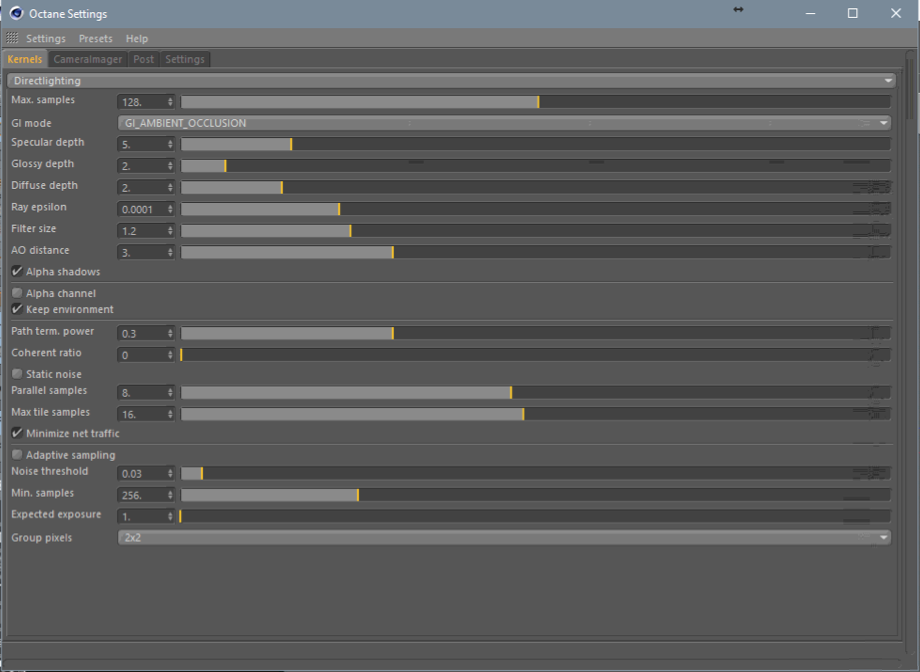 Octane Settings
Settings Presets Help
Kernels CameraImager Post Settings
Directlighting
Max. samples 128.
GI mode GI_AMBIENT_OCCLUSION
Specular depth 5.
Glossy depth 2.
Diffuse depth 2.
Ray epsilon 0.0001
Filter size 1.2
AO distance 3.
Alpha shadows
Alpha channel
Keep environment
Path term. power 0.3
Coherent ratio 0
Static noise
Parallel samples 8.
Max tile samples 16.
Minimize net traffic
Adaptive sampling
Noise threshold 0.03
Min. samples 256.
Expected exposure 1.
Group pixels 2x2